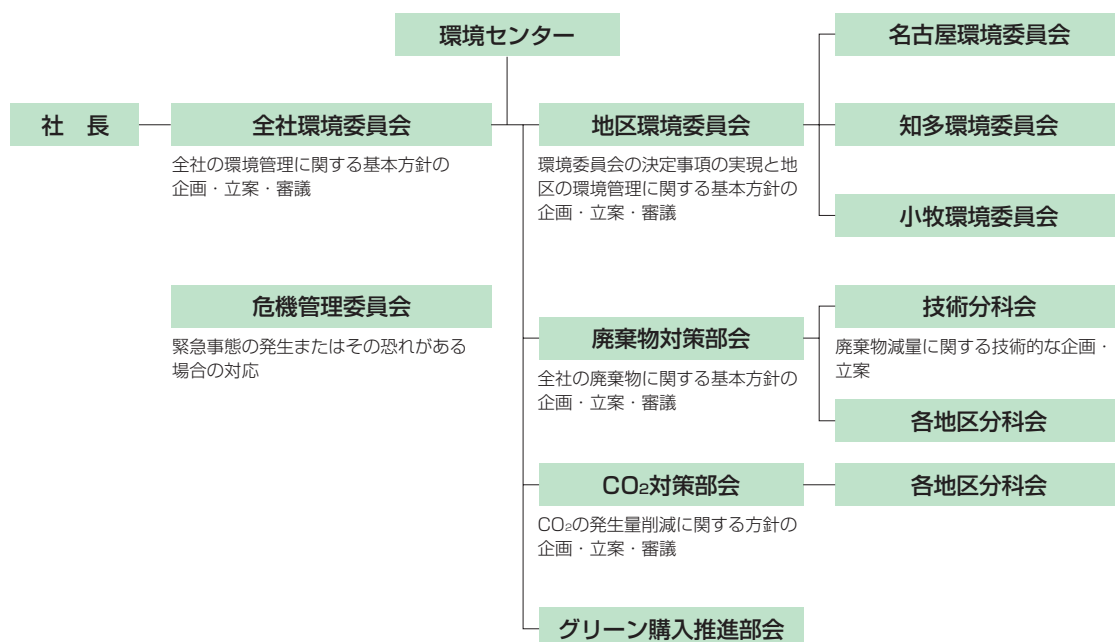 環境センター
社　長
全社環境委員会
全社の環境管理に関する基本方針の
企画・立案・審議
危機管理委員会
緊急事態の発生またはその恐れがある
場合の対応
地区環境委員会
環境委員会の決定事項の実現と地
区の環境管理に関する基本方針の
企画・立案・審議
名古屋環境委員会
知多環境委員会
小牧環境委員会
廃棄物対策部会
全社の廃棄物に関する基本方針の
企画・立案・審議
技術分科会
廃棄物減量に関する技術的な企画・
立案
各地区分科会
CO₂対策部会
CO₂の発生量削減に関する方針の
企画・立案・審議
各地区分科会
グリーン購入推進部会